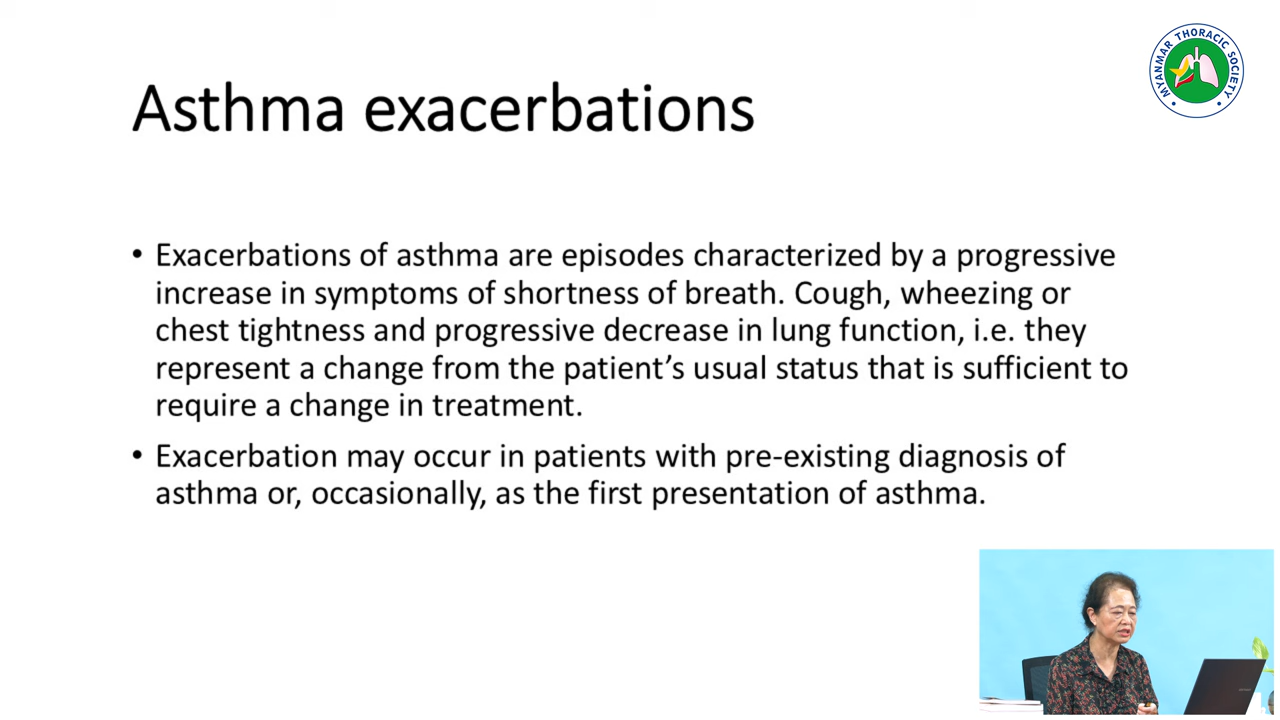 MYANMAR THORACIC SOCIETY
Asthma exacerbations
• Exacerbations of asthma are episodes characterized by a progressive
increase in symptoms of shortness of breath. Cough, wheezing or
chest tightness and progressive decrease in lung function, i.e. they
represent a change from the patient’s usual status that is sufficient to
require a change in treatment.
• Exacerbation may occur in patients with pre-existing diagnosis of
asthma or, occasionally, as the first presentation of asthma.